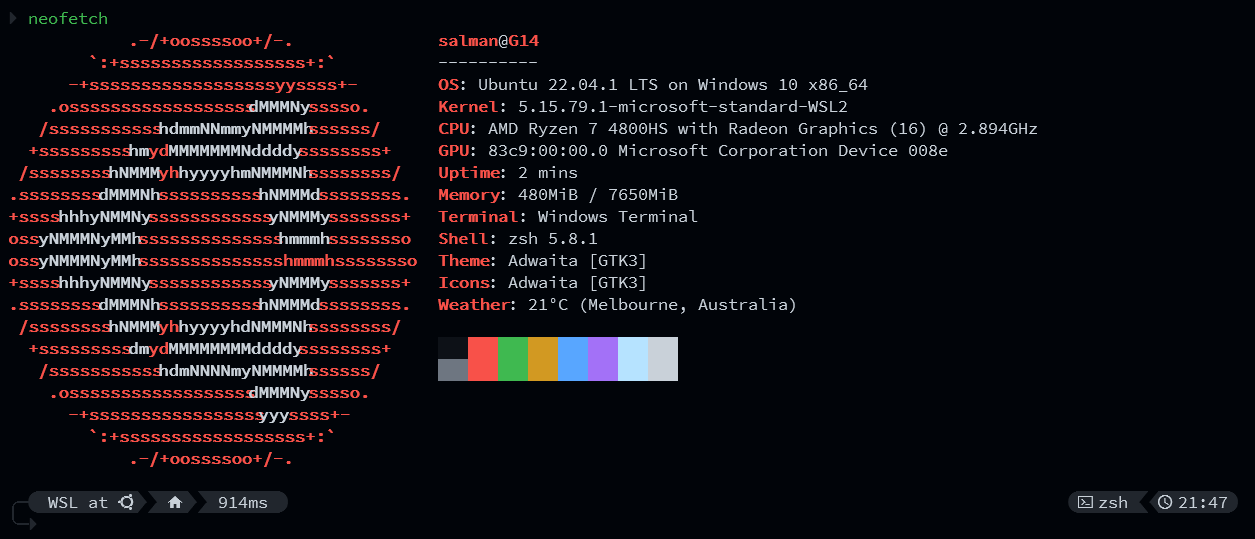 neofetch
.-/+oossssoo+/-.
`:+ssssssssssssssssss+:`
-+ssssssssssssssssssyyssss+-
.ossssssssssssssssssdMMMNysssso.
/ssssssssssshdmmNNmmyNMMMMhssssss/
+ssssssssshmydMMMMMMMNddddyssssssss+
/sssssssshNMMMyhhyyyyhmNMMMNhssssssss/
.ssssssssdMMMNhsssssssssshNMMMdssssssss.
+sssshhhyNMMNyssssssssssssyNMMMysssssss+
ossyNMMMNyMMhsssssssssssssshmmmhssssssso
ossyNMMMNyMMhsssssssssssssshmmmhssssssso
+sssshhhyNMMNyssssssssssssyNMMMysssssss+
.ssssssssdMMMNhsssssssssshNMMMdssssssss.
/sssssssshNMMMyhhyyyyhdNMMMNhssssssss/
+sssssssssdmydMMMMMMMMddddyssssssss+
/ssssssssssshdmNNNNmyNMMMMhssssss/
.ossssssssssssssssssdMMMNysssso.
-+sssssssssssssssssyyyssss+-
`:+ssssssssssssssssss+:`
.-/+oossssoo+/-.
salman@G14
----------
OS: Ubuntu 22.04.1 LTS on Windows 10 x86_64
Kernel: 5.15.79.1-microsoft-standard-WSL2
CPU: AMD Ryzen 7 4800HS with Radeon Graphics (16) @ 2.894GHz
GPU: 83c9:00:00.0 Microsoft Corporation Device 008e
Uptime: 2 mins
Memory: 480MiB / 7650MiB
Terminal: Windows Terminal
Shell: zsh 5.8.1
Theme: Adwaita [GTK3]
Icons: Adwaita [GTK3]
Weather: 21°C (Melbourne, Australia)
WSL at 914ms zsh 21:47